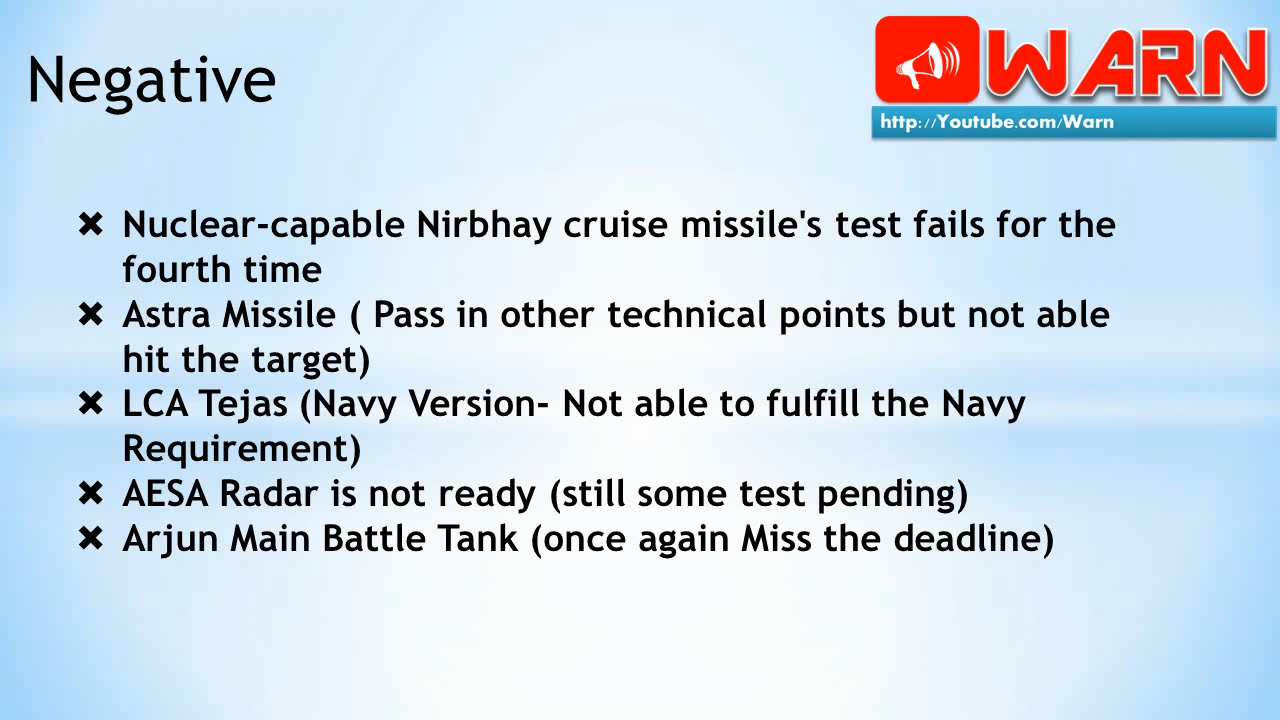 Negative
WARN
http://Youtube.com/Warn
✖ Nuclear-capable Nirbhay cruise missile's test fails for the
fourth time
✖ Astra Missile ( Pass in other technical points but not able
hit the target)
✖ LCA Tejas (Navy Version- Not able to fulfill the Navy
Requirement)
✖ AESA Radar is not ready (still some test pending)
✖ Arjun Main Battle Tank (once again Miss the deadline)